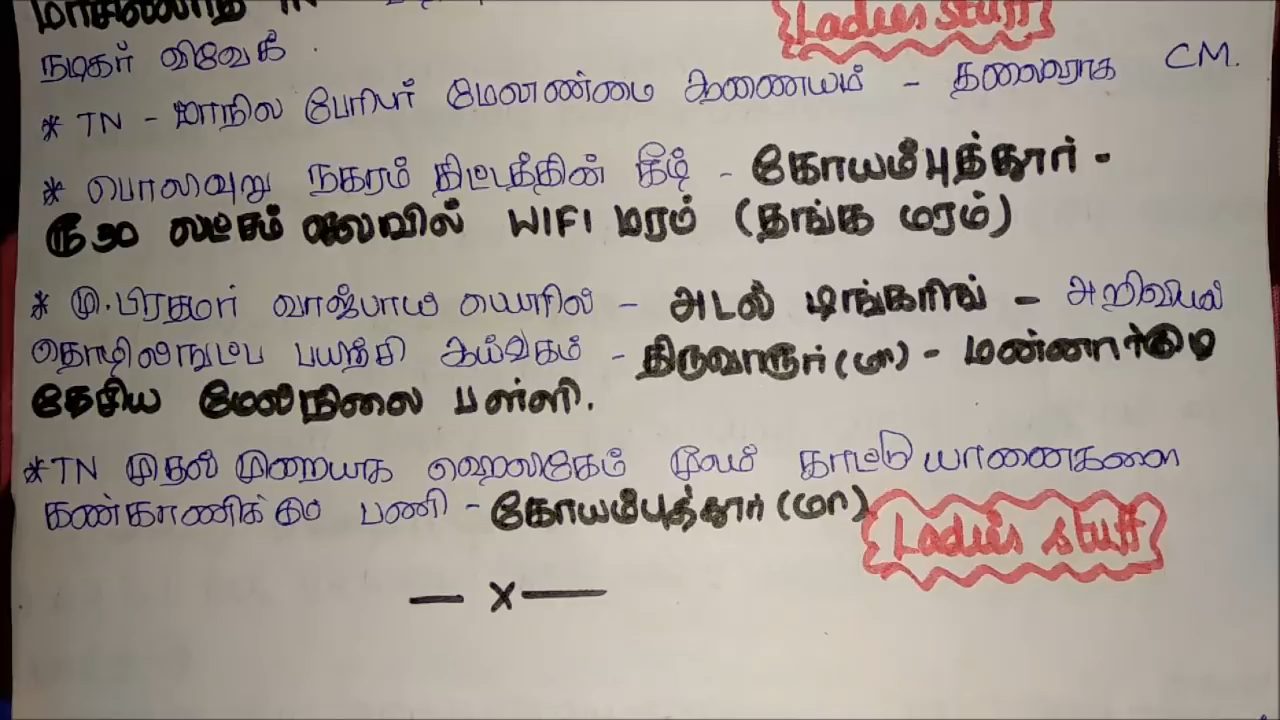 Ladies stuff
நடிகர் விவேக்
* TN - மாநில பேரிடர் மேலாண்மை ஆணையம் - தலைவராக CM.
* பொலிவுறு நகரம் திட்டத்தின் கீழ் - கோயம்புத்தூர் -
ரூ 30 லட்சம் செலவில் WIFI மரம் (தங்க மரம்)
* மு.பிரதமர் வாஜ்பாய் பெயரில் - அடல் டிங்கரிங் - அறிவியல்
தொழில்நுட்ப பயிற்சி ஆய்வகம் - திருவாரூர் (மா) - மன்னார்குடி
தேசிய மேல்நிலை பள்ளி.
* TN முதல் முறையாக ஹெலிகேம் மூலம் காட்டு யானைகளை
கண்காணிக்கும் பணி - கோயம்புத்தூர் (மா)
Ladies stuff
— x —